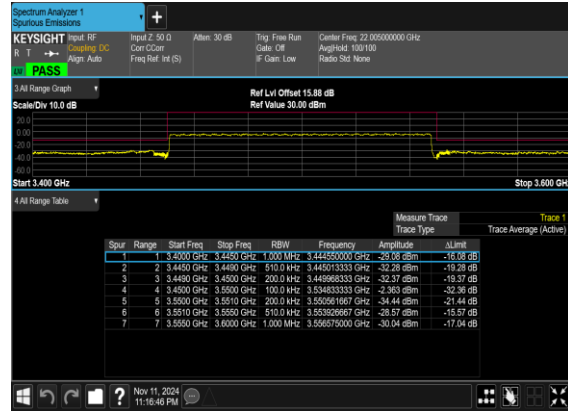 Spectrum Analyzer 1
Spurious Emissions
KEYSIGHT Input: RF Input Z: 50 Ω Atten: 30 dB Trig: Free Run Center Freq: 22.005000000 GHz
R T Coupling: DC Corr CCorr Gate: Off Avg|Hold: 100/100
Align: Auto Freq Ref: Int (S) IF Gain: Low Radio Std: None
PASS
3 All Range Graph Ref Lvl Offset 15.88 dB
Scale/Div 10.0 dB Ref Value 30.00 dBm
20.0
0.00
-20.0
-40.0
-60.0
Start 3.400 GHz Stop 3.600 GHz
4 All Range Table
Measure Trace Trace 1
Trace Type Trace Average (Active)
Spur Range Start Freq Stop Freq RBW Frequency Amplitude ΔLimit
1 1 3.4000 GHz 3.4450 GHz 1.000 MHz 3.444550000 GHz -29.08 dBm -16.08 dB
2 2 3.4450 GHz 3.4490 GHz 510.0 kHz 3.445013333 GHz -32.28 dBm -19.28 dB
3 3 3.4490 GHz 3.4500 GHz 200.0 kHz 3.449968333 GHz -32.37 dBm -19.37 dB
4 4 3.4500 GHz 3.5500 GHz 100.0 kHz 3.534833333 GHz -2.363 dBm -32.36 dB
5 5 3.5500 GHz 3.5510 GHz 200.0 kHz 3.550561667 GHz -34.44 dBm -21.44 dB
6 6 3.5510 GHz 3.5550 GHz 510.0 kHz 3.553926667 GHz -28.57 dBm -15.57 dB
7 7 3.5550 GHz 3.6000 GHz 1.000 MHz 3.556575000 GHz -30.04 dBm -17.04 dB
Nov 11, 2024
11:16:46 PM